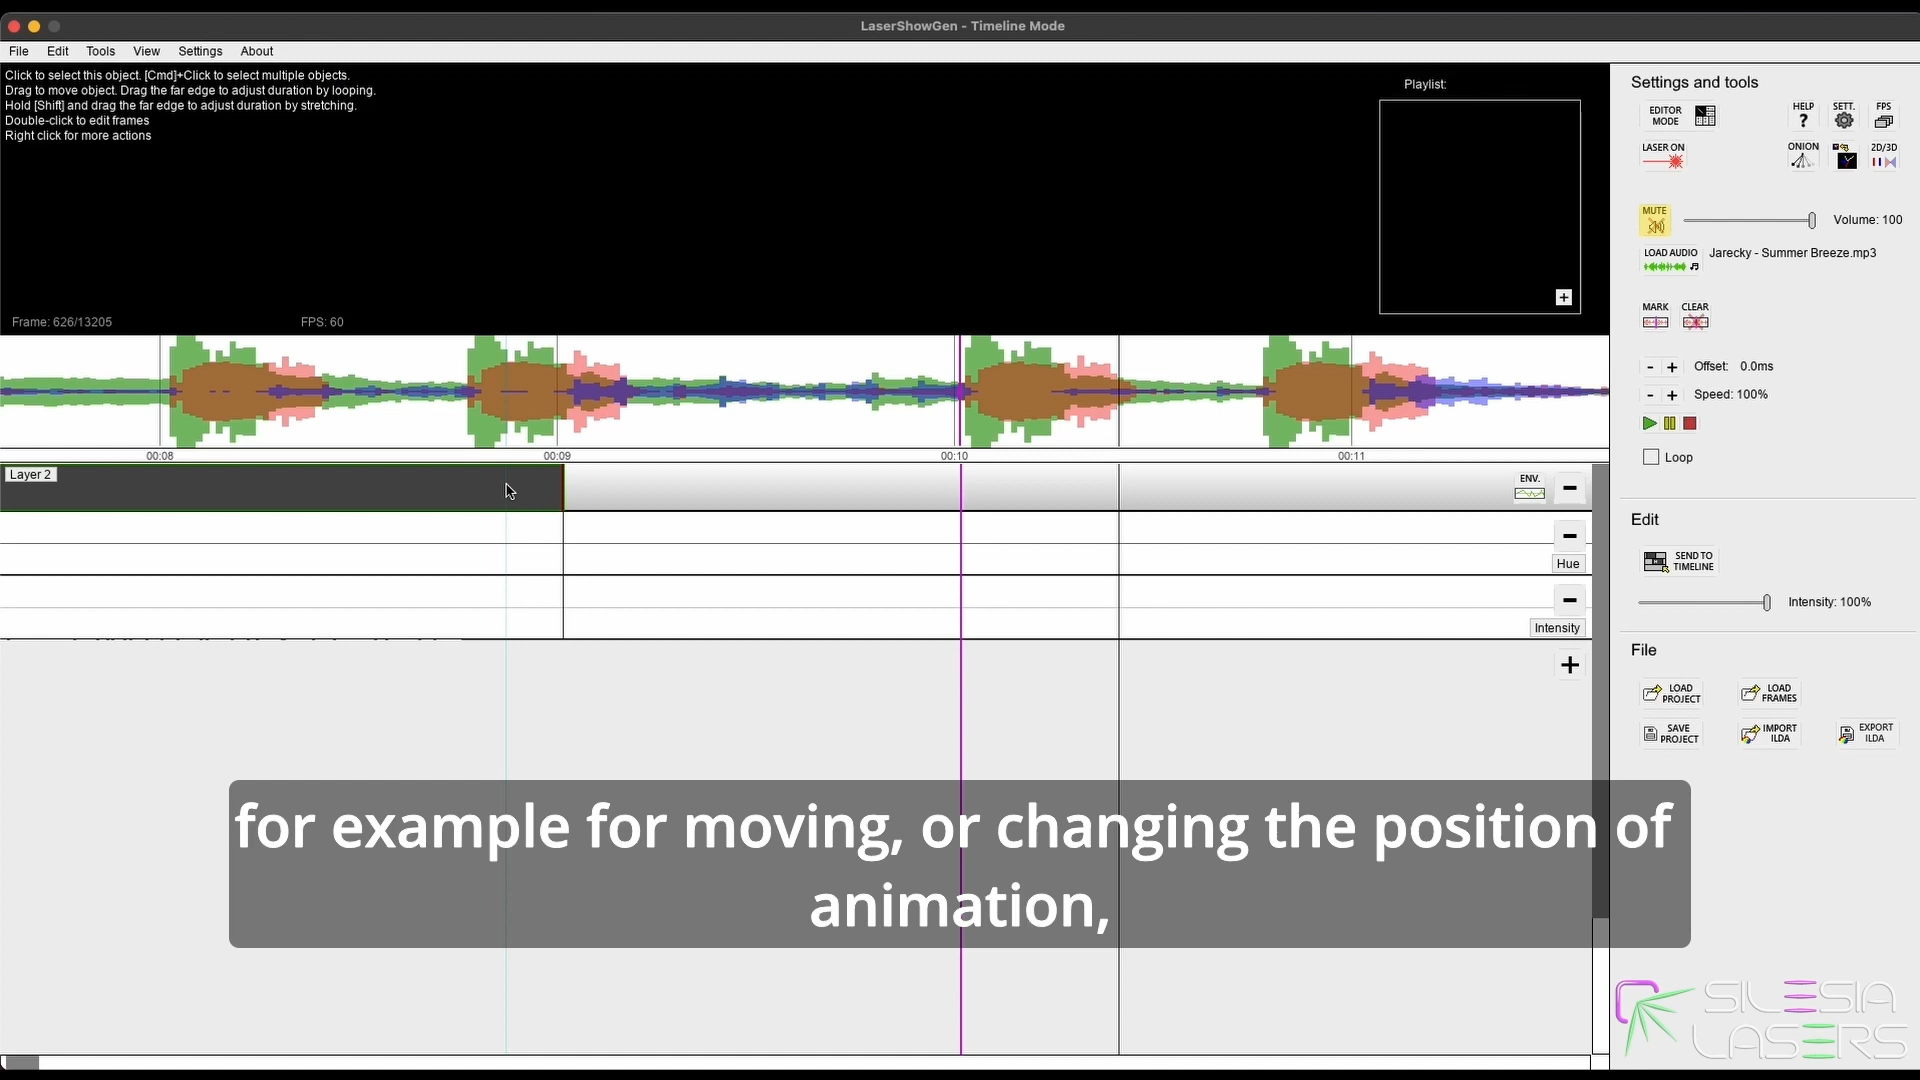 LaserShowGen - Timeline Mode
File Edit Tools View Settings About
Click to select this object. [Cmd]+Click to select multiple objects.
Drag to move object. Drag the far edge to adjust duration by looping.
Hold [Shift] and drag the far edge to adjust duration by stretching.
Double-click to edit frames
Right click for more actions
Playlist:
+
Frame: 626/13205
FPS: 60
00:08 00:09 00:10 00:11
Layer 2
ENV.
Hue
Intensity
Settings and tools
EDITOR MODE
HELP ?
SETT.
FPS
LASER ON
ONION
2D/3D
MUTE
Volume: 100
LOAD AUDIO
Jarecky - Summer Breeze.mp3
MARK
CLEAR
- + Offset: 0.0ms
- + Speed: 100%
Loop
Edit
SEND TO TIMELINE
Intensity: 100%
File
LOAD PROJECT
LOAD FRAMES
SAVE PROJECT
IMPORT ILDA
EXPORT ILDA
for example for moving, or changing the position of
animation,
SILESIA
LASERS